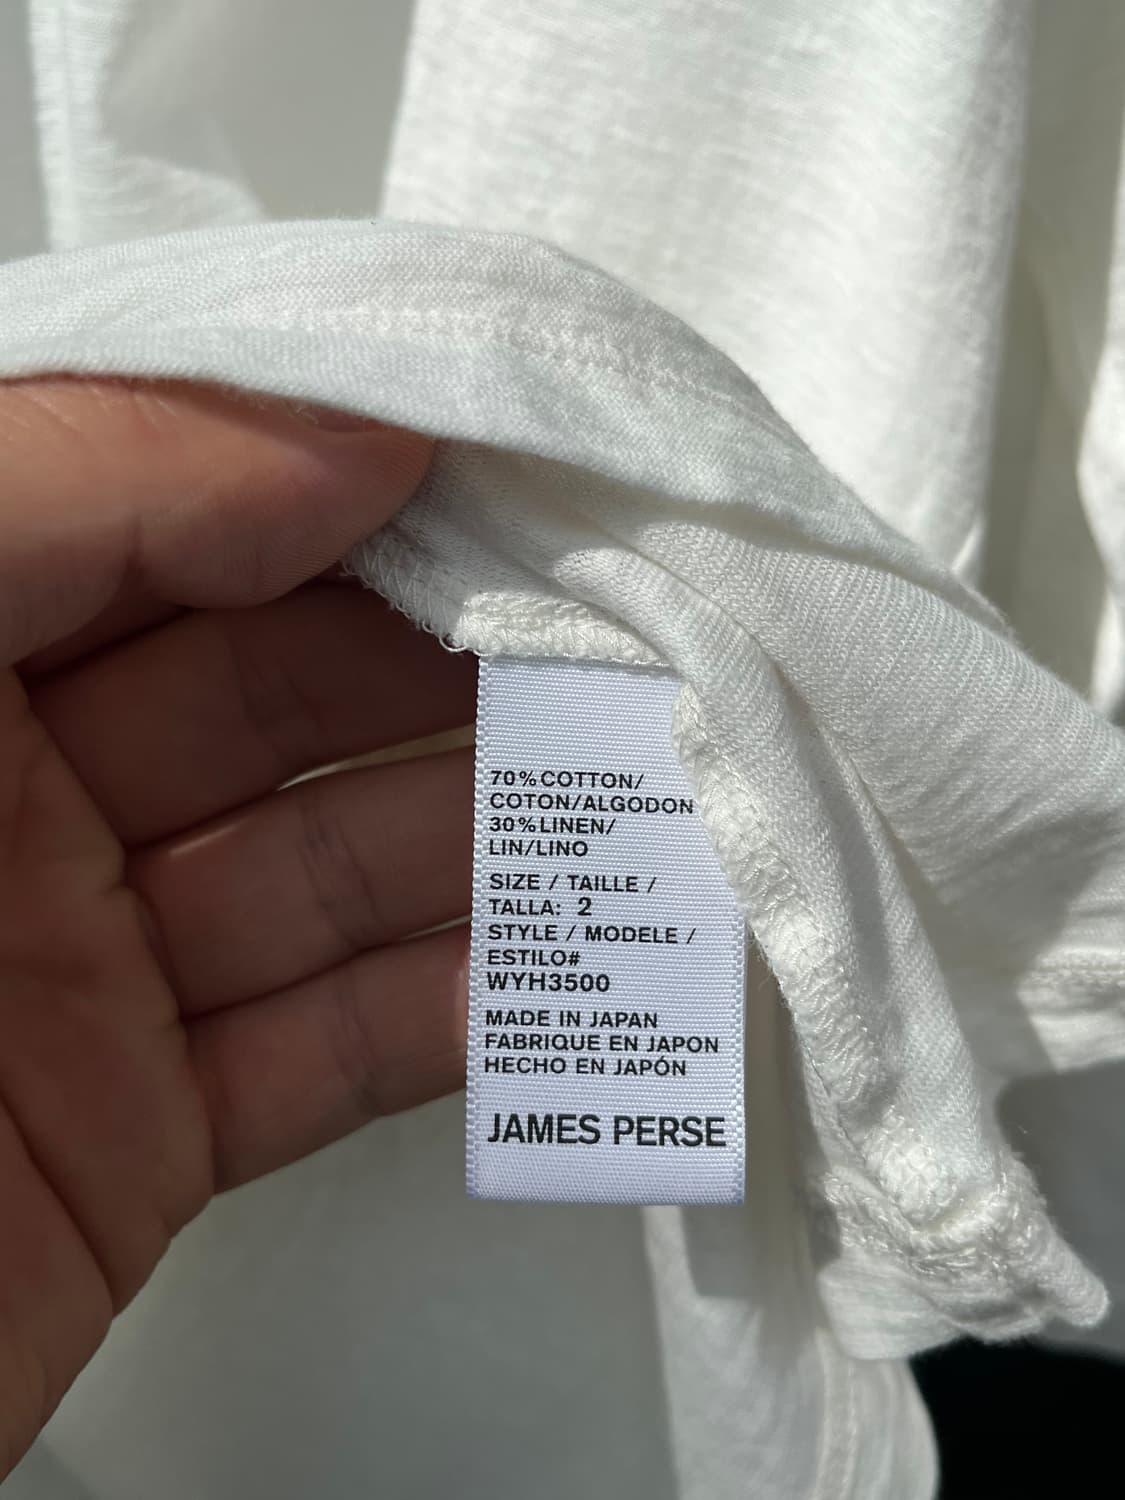 70% COTTON/
COTON/ALGODON
30% LINEN/
LIN/LINO
SIZE / TAILLE /
TALLA: 2
STYLE / MODELE /
ESTILO#
WYH3500
MADE IN JAPAN
FABRIQUE EN JAPON
HECHO EN JAPÓN
JAMES PERSE